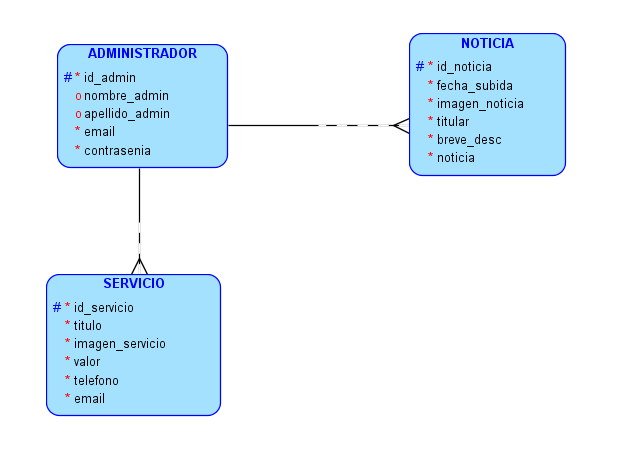 ADMINISTRADOR
# * id_admin
o nombre_admin
o apellido_admin
* email
* contrasenia
NOTICIA
# * id_noticia
* fecha_subida
* imagen_noticia
* titular
* breve_desc
* noticia
SERVICIO
# * id_servicio
* titulo
* imagen_servicio
* valor
* telefono
* email